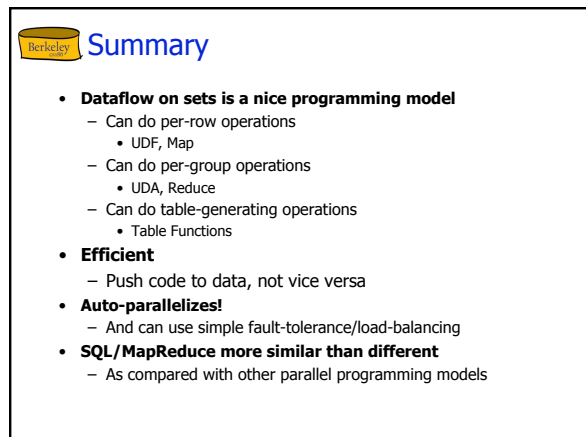 Berkeley
Summary
• Dataflow on sets is a nice programming model
– Can do per-row operations
• UDF, Map
– Can do per-group operations
• UDA, Reduce
– Can do table-generating operations
• Table Functions
• Efficient
– Push code to data, not vice versa
• Auto-parallelizes!
– And can use simple fault-tolerance/load-balancing
• SQL/MapReduce more similar than different
– As compared with other parallel programming models